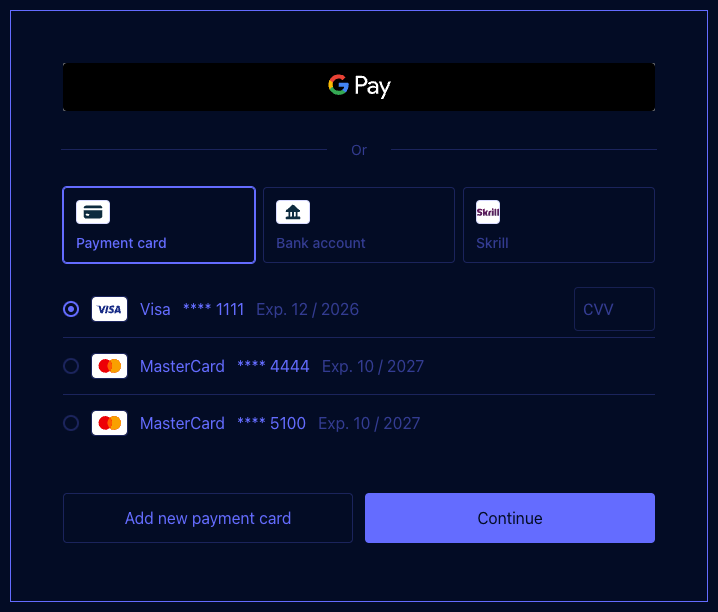 G Pay
Or
Skrill
Payment card
Bank account
Skrill
VISA Visa **** 1111 Exp. 12 / 2026 CVV
MasterCard **** 4444 Exp. 10 / 2027
MasterCard **** 5100 Exp. 10 / 2027
Add new payment card
Continue